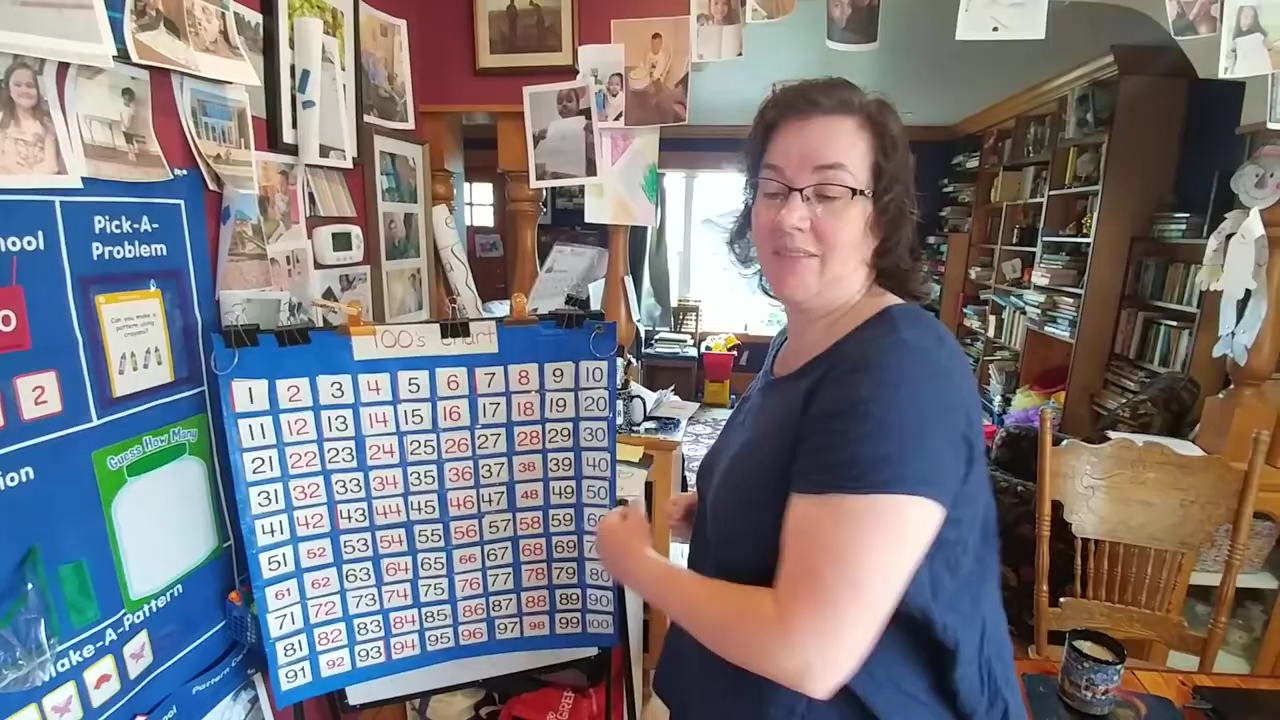 Pick-A-
Problem
Can you make a
pattern using
crayons?
2
Guess How Many
Make-A-Pattern
100's Chart
1 2 3 4 5 6 7 8 9 10
11 12 13 14 15 16 17 18 19 20
21 22 23 24 25 26 27 28 29 30
31 32 33 34 35 36 37 38 39 40
41 42 43 44 45 46 47 48 49 50
51 52 53 54 55 56 57 58 59
61 62 63 64 65 66 67 68 69
71 72 73 74 75 76 77 78 79 80
81 82 83 84 85 86 87 88 89 90
91 92 93 94 95 96 97 98 99 100